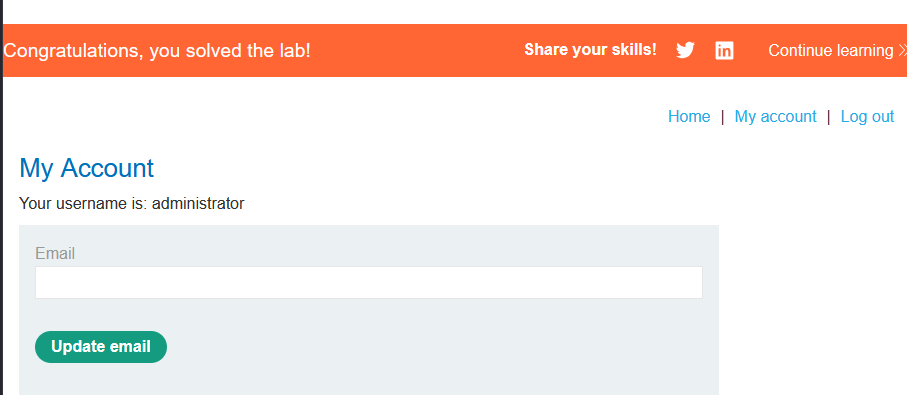 Congratulations, you solved the lab! Share your skills! Continue learning
Home | My account | Log out
My Account
Your username is: administrator
Email
Update email